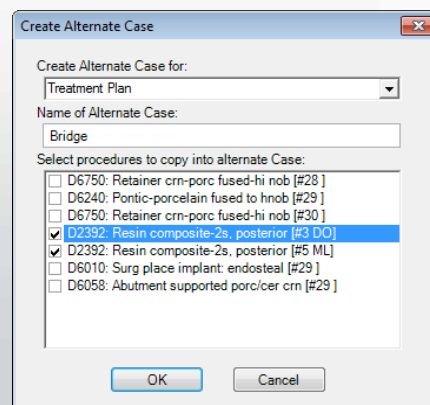 Create Alternate Case
Create Alternate Case for:
Treatment Plan
Name of Alternate Case:
Bridge
Select procedures to copy into alternate Case:
D6750: Retainer crn-porc fused-hi nob [#28 ]
D6240: Pontic-porcelain fused to hnob [#29 ]
D6750: Retainer crn-porc fused-hi nob [#30 ]
D2392: Resin composite-2s, posterior [#3 DO]
D2392: Resin composite-2s, posterior [#5 ML]
D6010: Surg place implant: endosteal [#29 ]
D6058: Abutment supported porc/cer crn [#29 ]
OK Cancel